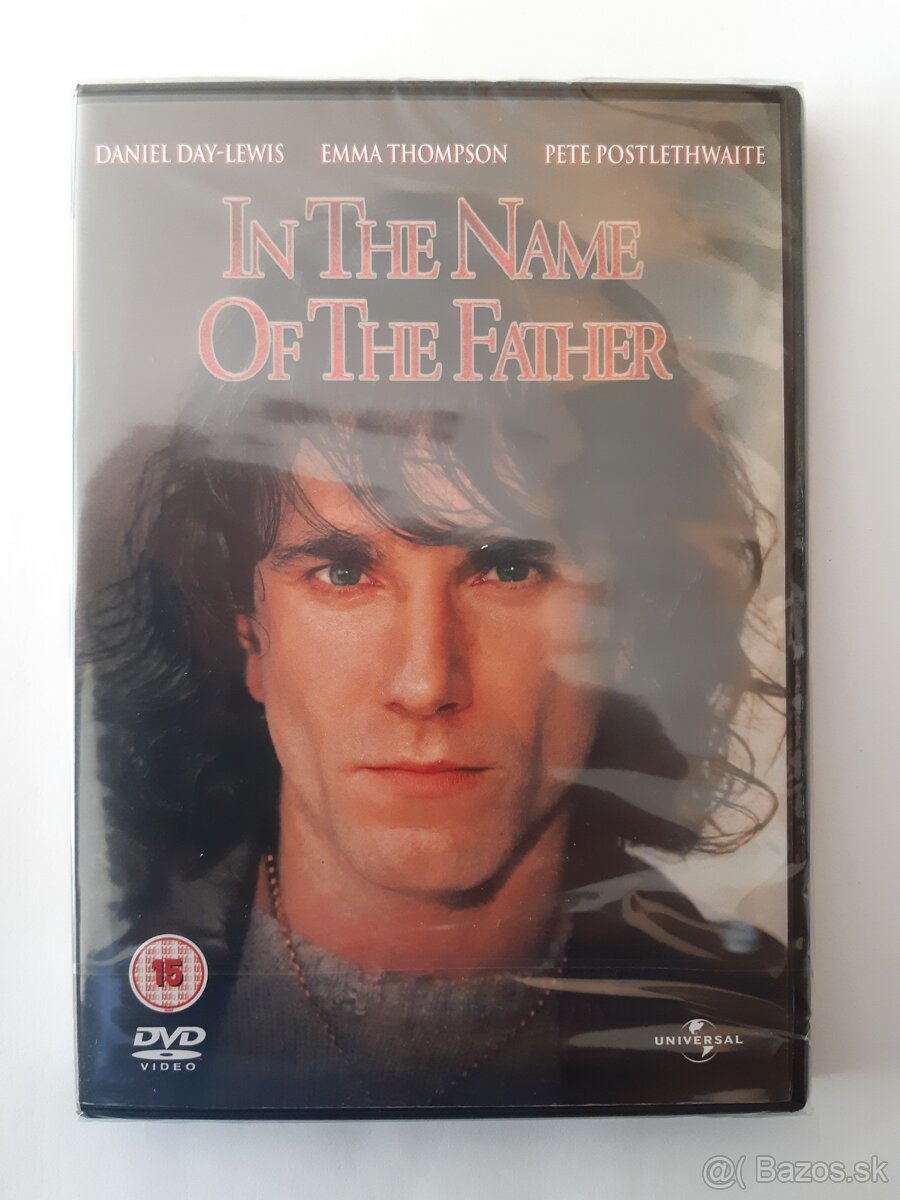 DANIEL DAY-LEWIS EMMA THOMPSON PETE POSTLETHWAITE
IN THE NAME
OF THE FATHER
15
DVD
VIDEO
UNIVERSAL
@( Bazos.sk